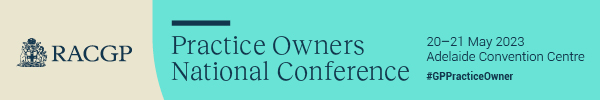 RACGP
Practice Owners
National Conference
20–21 May 2023
Adelaide Convention Centre
#GPPracticeOwner